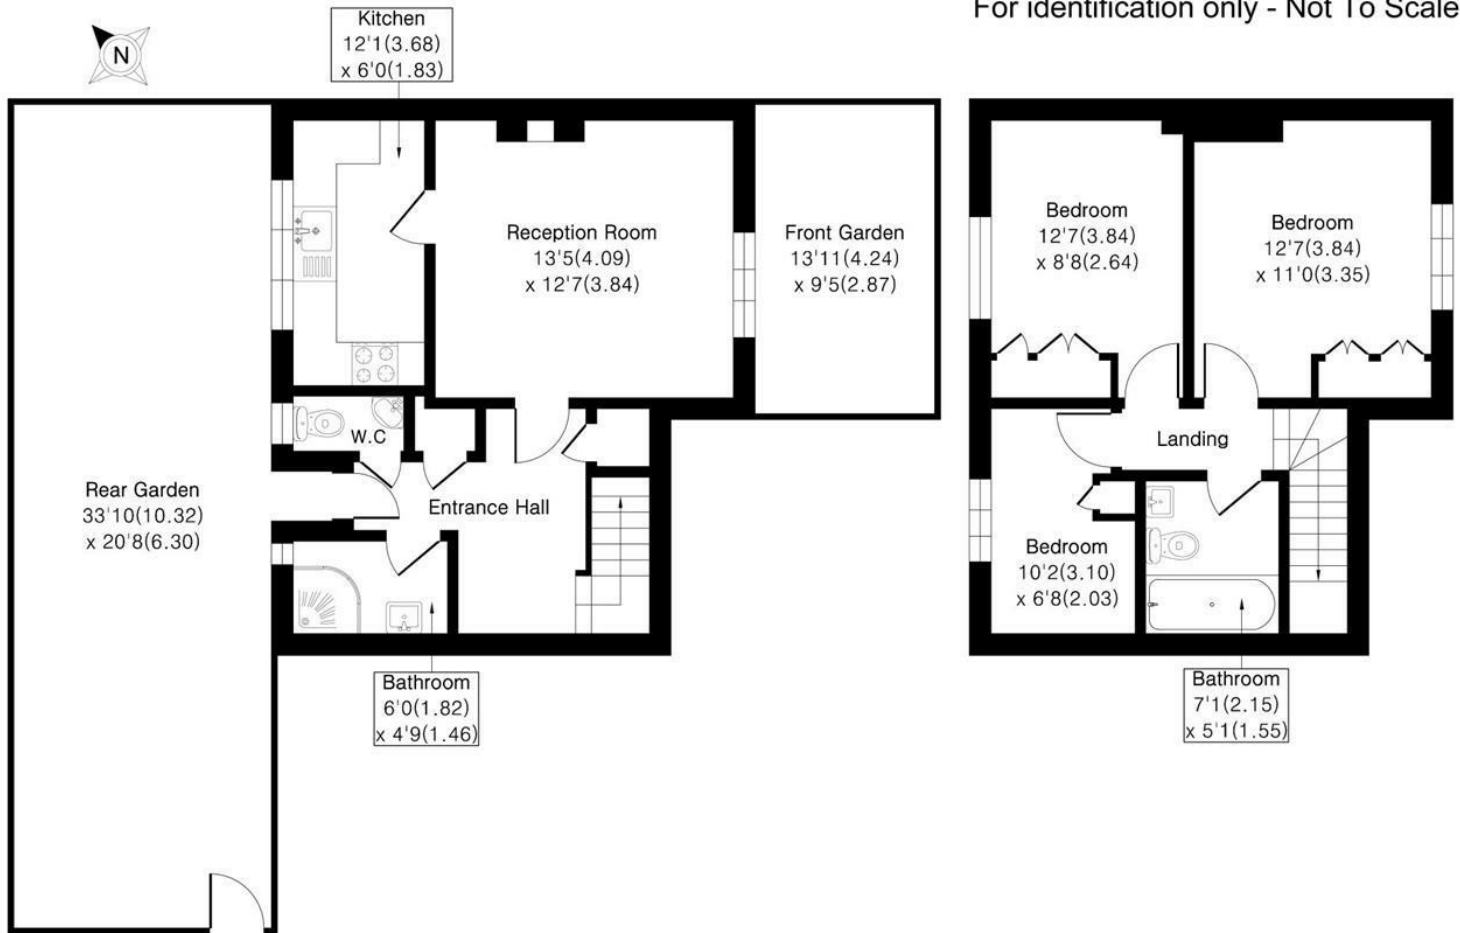 For identification only - Not To Scale
N
Kitchen
12'1(3.68)
x 6'0(1.83)
Reception Room
13'5(4.09)
x 12'7(3.84)
Front Garden
13'11(4.24)
x 9'5(2.87)
W.C
Rear Garden
33'10(10.32)
x 20'8(6.30)
Entrance Hall
Bathroom
6'0(1.82)
x 4'9(1.46)
Bedroom
12'7(3.84)
x 8'8(2.64)
Bedroom
12'7(3.84)
x 11'0(3.35)
Landing
Bedroom
10'2(3.10)
x 6'8(2.03)
Bathroom
7'1(2.15)
x 5'1(1.55)